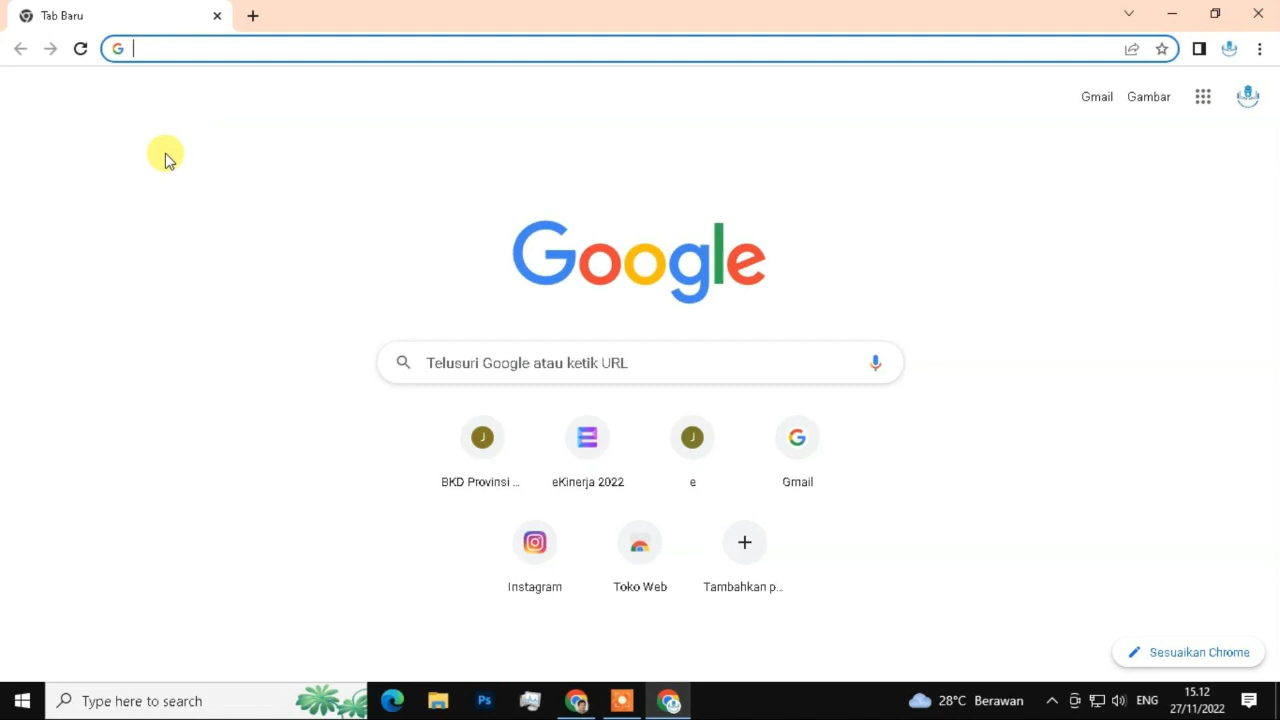 Tab Baru
Gmail Gambar
Google
Telusuri Google atau ketik URL
J J
BKD Provinsi ... eKinerja 2022 e Gmail
Instagram Toko Web Tambahkan p...
Sesuaikan Chrome
Type here to search Ps 28°C Berawan ENG 15.12
27/11/2022